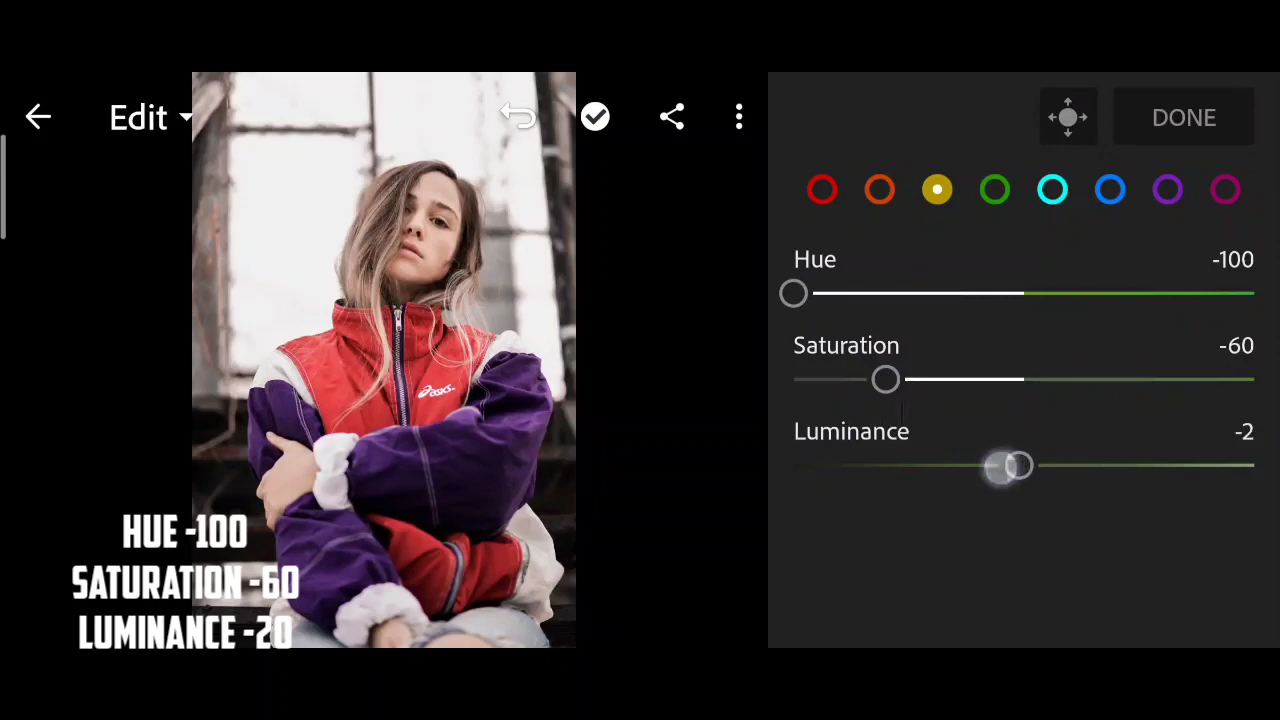 Edit
DONE
Hue -100
Saturation -60
Luminance -2
asics
HUE -100
SATURATION -60
LUMINANCE -20